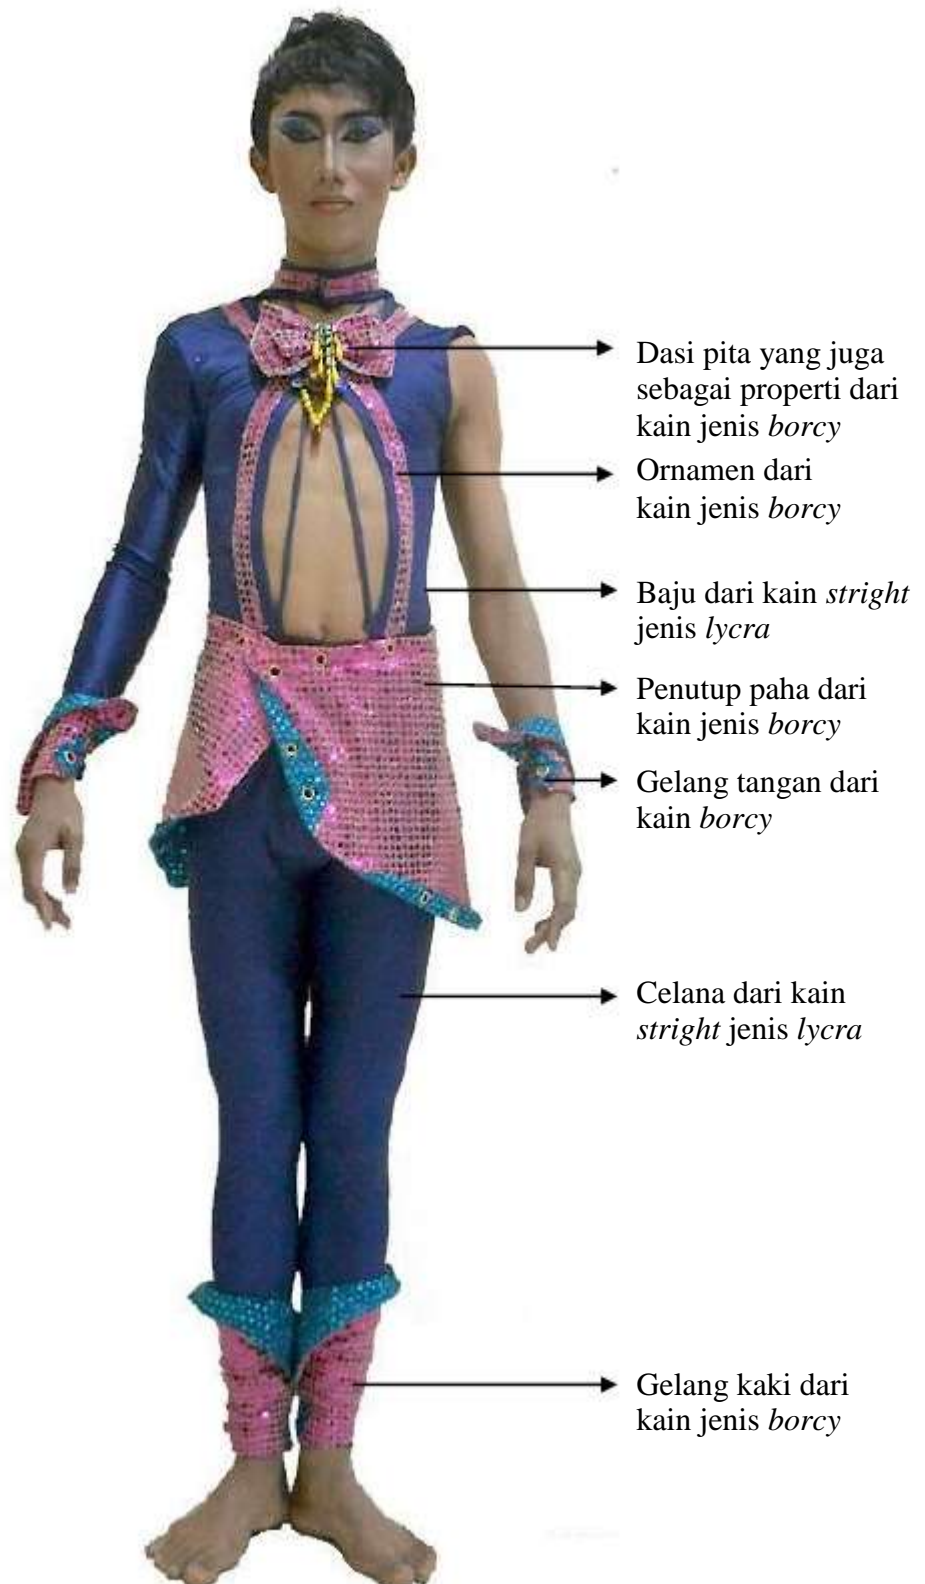 Dasi pita yang juga
sebagai properti dari
kain jenis borcy
Ornamen dari
kain jenis borcy
Baju dari kain stright
jenis lycra
Penutup paha dari
kain jenis borcy
Gelang tangan dari
kain borcy
Celana dari kain
stright jenis lycra
Gelang kaki dari
kain jenis borcy